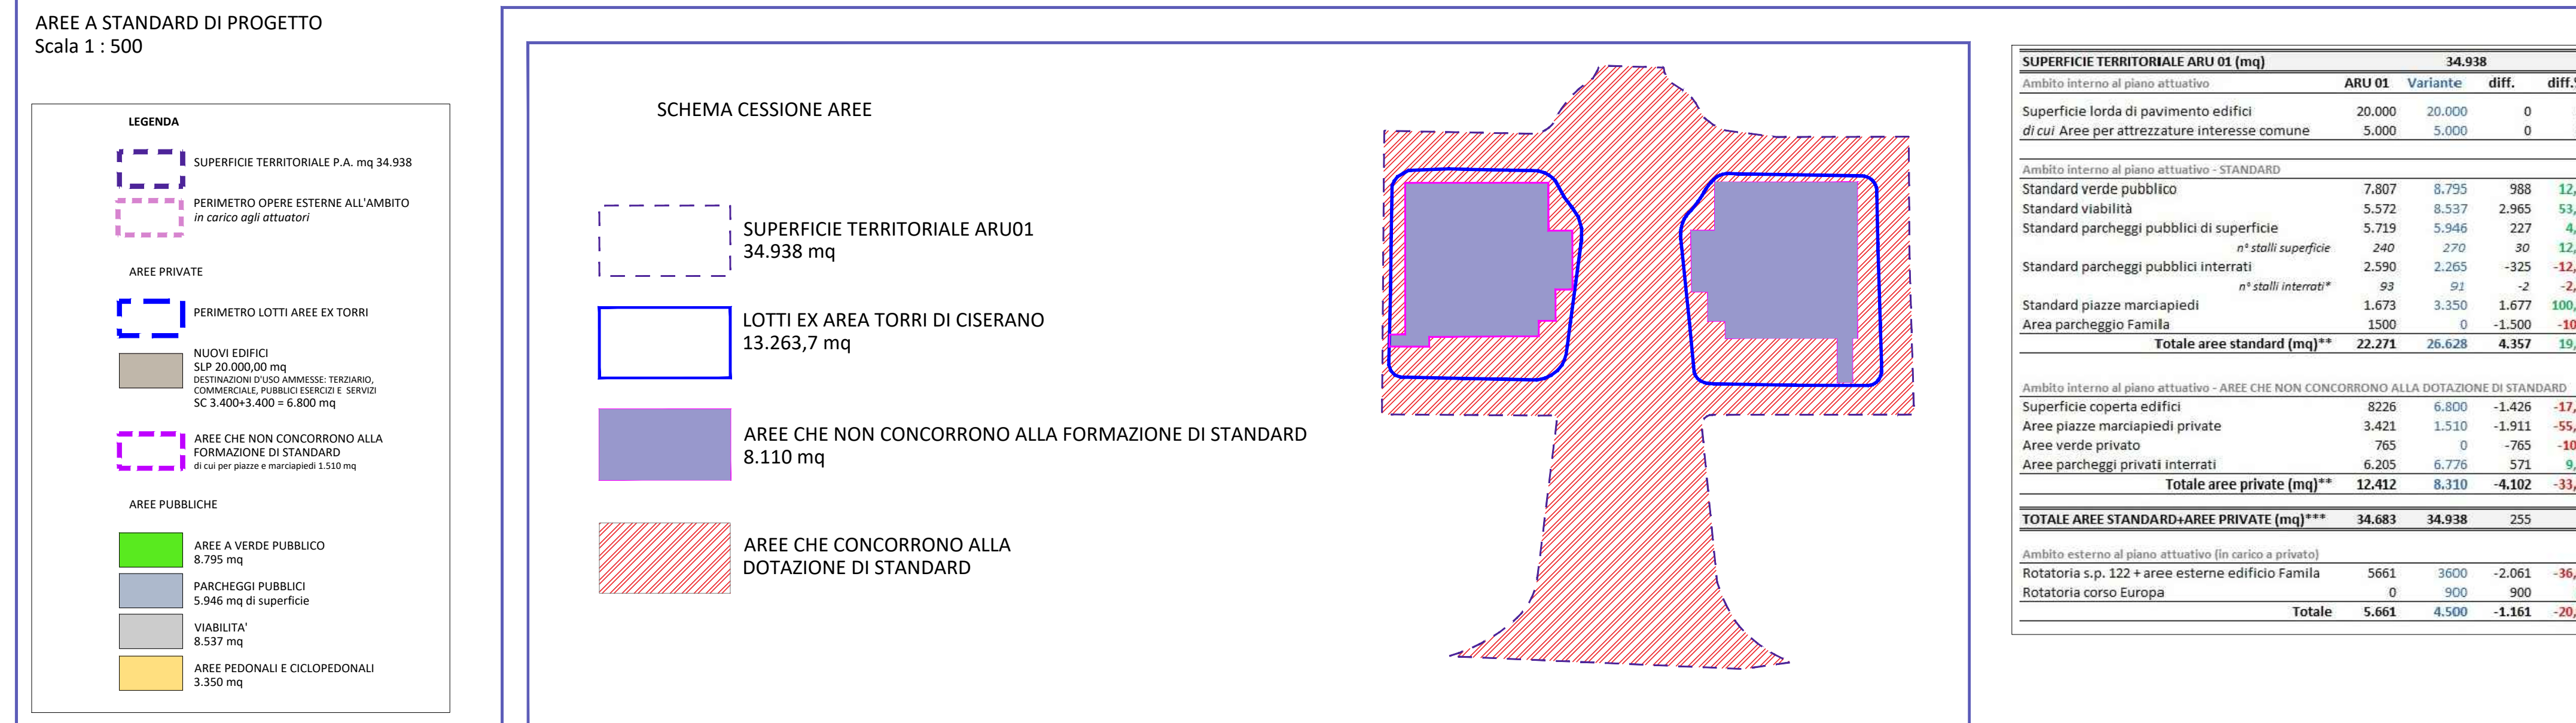 AREE A STANDARD DI PROGETTO
Scala 1 : 500
LEGENDA
SUPERFICIE TERRITORIALE P.A. mq 34.938
PERIMETRO OPERE ESTERNE ALL'AMBITO
in carico agli attuatori
AREE PRIVATE
PERIMETRO LOTTI AREE EX TORRI
NUOVI EDIFICI
SLP 20.000,00 mq
DESTINAZIONI D'USO AMMESSE: TERZIARIO,
COMMERCIALE, PUBBLICI ESERCIZI E SERVIZI
SC 3.400+3.400 = 6.800 mq
AREE CHE NON CONCORRONO ALLA
FORMAZIONE DI STANDARD
di cui per piazze e marciapiedi 1.510 mq
AREE PUBBLICHE
AREE A VERDE PUBBLICO
8.795 mq
PARCHEGGI PUBBLICI
5.946 mq di superficie
VIABILITA'
8.537 mq
AREE PEDONALI E CICLOPEDONALI
3.350 mq
SCHEMA CESSIONE AREE
SUPERFICIE TERRITORIALE ARU01
34.938 mq
LOTTI EX AREA TORRI DI CISERANO
13.263,7 mq
AREE CHE NON CONCORRONO ALLA FORMAZIONE DI STANDARD
8.110 mq
AREE CHE CONCORRONO ALLA
DOTAZIONE DI STANDARD
SUPERFICIE TERRITORIALE ARU 01 (mq) 34.938
Ambito interno al piano attuativo ARU 01 Variante diff. diff.%
Superficie lorda di pavimento edifici 20.000 20.000 0
di cui Aree per attrezzature interesse comune 5.000 5.000 0
Ambito interno al piano attuativo - STANDARD
Standard verde pubblico 7.807 8.795 988 12,
Standard viabilità 5.572 8.537 2.965 53,
Standard parcheggi pubblici di superficie 5.719 5.946 227 4,
n° stalli superficie 240 270 30 12,
Standard parcheggi pubblici interrati 2.590 2.265 -325 -12,
n° stalli interrati* 93 91 -2 -2,
Standard piazze marciapiedi 1.673 3.350 1.677 100,
Area parcheggio Famila 1500 0 -1.500 -10
Totale aree standard (mq)** 22.271 26.628 4.357 19,
Ambito interno al piano attuativo - AREE CHE NON CONCORRONO ALLA DOTAZIONE DI STANDARD
Superficie coperta edifici 8226 6.800 -1.426 -17,
Aree piazze marciapiedi private 3.421 1.510 -1.911 -55,
Aree verde privato 765 0 -765 -10
Aree parcheggi privati interrati 6.205 6.776 571 9,
Totale aree private (mq)** 12.412 8.310 -4.102 -33,
TOTALE AREE STANDARD+AREE PRIVATE (mq)*** 34.683 34.938 255
Ambito esterno al piano attuativo (in carico a privato)
Rotatoria s.p. 122 + aree esterne edificio Famila 5661 3600 -2.061 -36,
Rotatoria corso Europa 0 900 900
Totale 5.661 4.500 -1.161 -20,